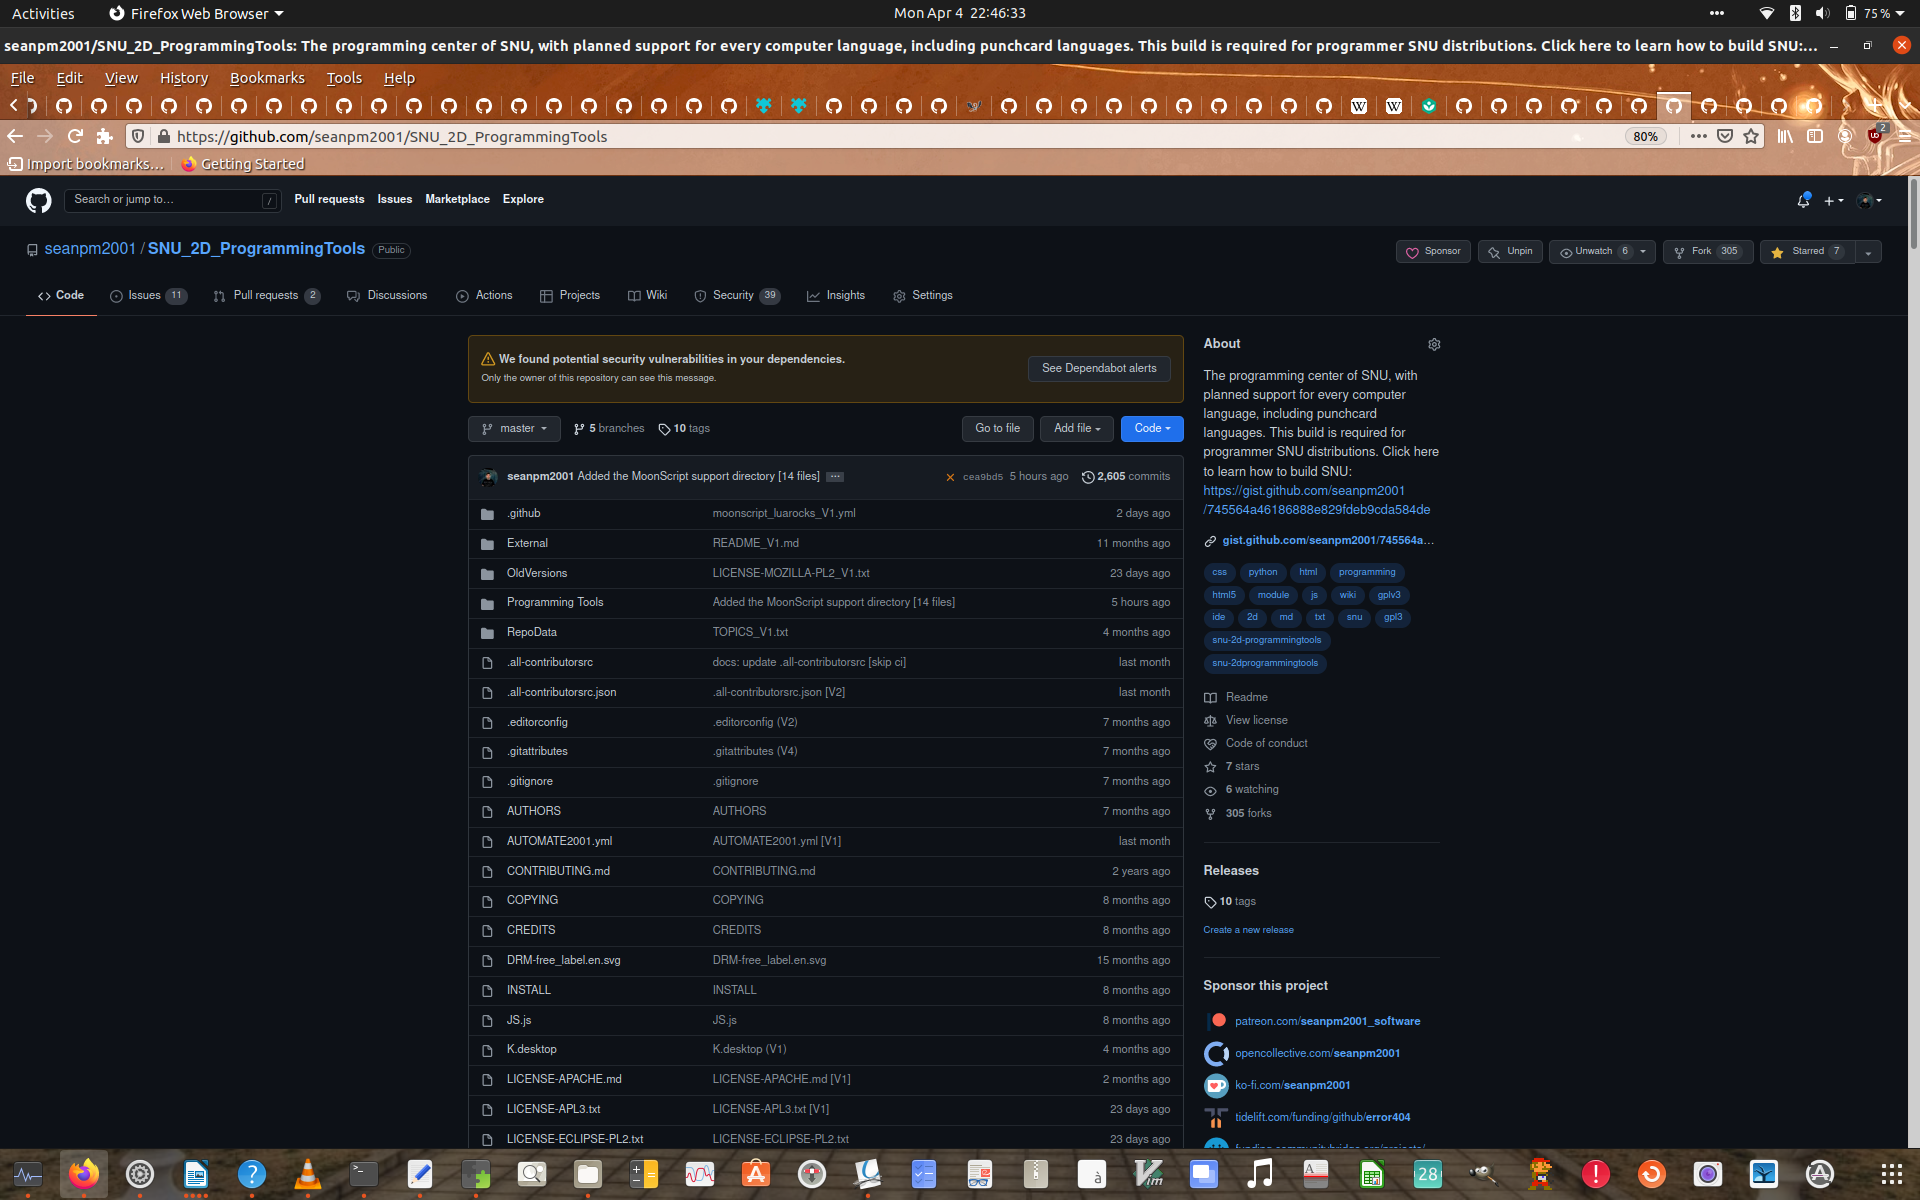 Activities
Firefox Web Browser
Mon Apr 4 22:46:33
75 %
seanpm2001/SNU_2D_ProgrammingTools: The programming center of SNU, with planned support for every computer language, including punchcard languages. This build is required for programmer SNU distributions. Click here to learn how to build SNU:...
File Edit View History Bookmarks Tools Help
https://github.com/seanpm2001/SNU_2D_ProgrammingTools
80%
2
Import bookmarks...
Getting Started
Search or jump to... /
Pull requests Issues Marketplace Explore
seanpm2001 / SNU_2D_ProgrammingTools Public
Sponsor Unpin Unwatch 6 Fork 305 Starred 7
Code Issues 11 Pull requests 2 Discussions Actions Projects Wiki Security 39 Insights Settings
We found potential security vulnerabilities in your dependencies.
Only the owner of this repository can see this message.
See Dependabot alerts
master 5 branches 10 tags Go to file Add file Code
seanpm2001 Added the MoonScript support directory [14 files] ... cea9bd5 5 hours ago 2,605 commits
.github moonscript_luarocks_V1.yml 2 days ago
External README_V1.md 11 months ago
OldVersions LICENSE-MOZILLA-PL2_V1.txt 23 days ago
Programming Tools Added the MoonScript support directory [14 files] 5 hours ago
RepoData TOPICS_V1.txt 4 months ago
.all-contributorsrc docs: update .all-contributorsrc [skip ci] last month
.all-contributorsrc.json .all-contributorsrc.json [V2] last month
.editorconfig .editorconfig (V2) 7 months ago
.gitattributes .gitattributes (V4) 7 months ago
.gitignore .gitignore 7 months ago
AUTHORS AUTHORS 7 months ago
AUTOMATE2001.yml AUTOMATE2001.yml [V1] last month
CONTRIBUTING.md CONTRIBUTING.md 2 years ago
COPYING COPYING 8 months ago
CREDITS CREDITS 8 months ago
DRM-free_label.en.svg DRM-free_label.en.svg 15 months ago
INSTALL INSTALL 8 months ago
JS.js JS.js 8 months ago
K.desktop K.desktop (V1) 4 months ago
LICENSE-APACHE.md LICENSE-APACHE.md [V1] 2 months ago
LICENSE-APL3.txt LICENSE-APL3.txt [V1] 23 days ago
LICENSE-ECLIPSE-PL2.txt LICENSE-ECLIPSE-PL2.txt 23 days ago
About
The programming center of SNU, with
planned support for every computer
language, including punchcard
languages. This build is required for
programmer SNU distributions. Click here
to learn how to build SNU:
https://gist.github.com/seanpm2001
/745564a46186888e829fdeb9cda584de
gist.github.com/seanpm2001/745564a...
css python html programming
html5 module js wiki gplv3
ide 2d md txt snu gpl3
snu-2d-programmingtools
snu-2dprogrammingtools
Readme
View license
Code of conduct
7 stars
6 watching
305 forks
Releases
10 tags
Create a new release
Sponsor this project
patreon.com/seanpm2001_software
opencollective.com/seanpm2001
ko-fi.com/seanpm2001
tidelift.com/funding/github/error404
28